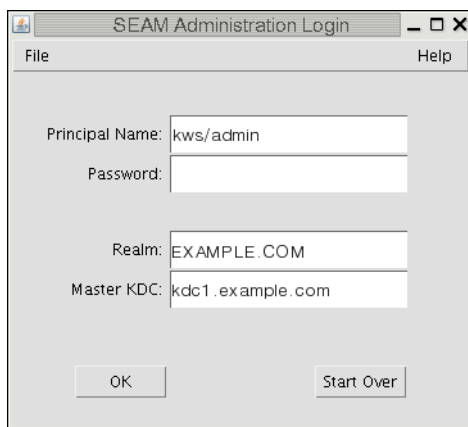 SEAM Administration Login
File Help
Principal Name: kws/admin
Password:
Realm: EXAMPLE.COM
Master KDC: kdc1.example.com
OK Start Over